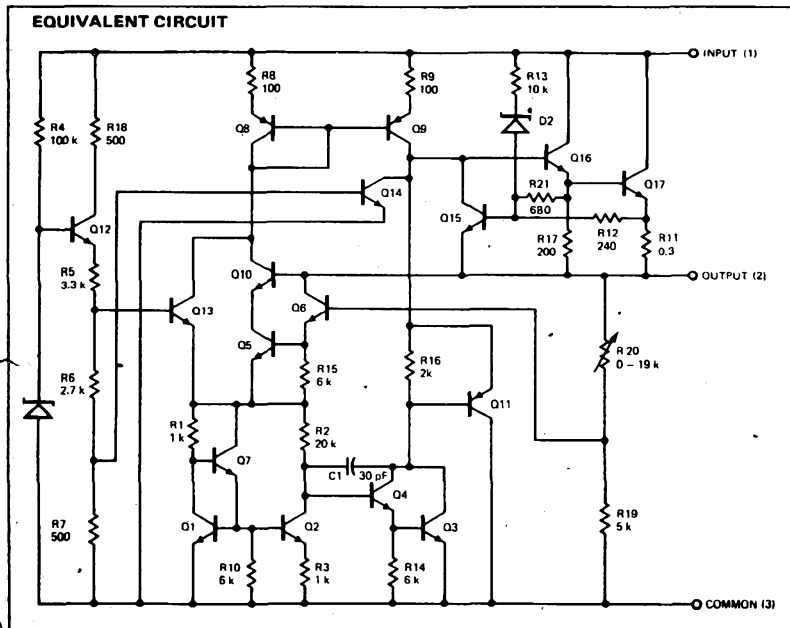 EQUIVALENT CIRCUIT
INPUT (1)
R8
100
R9
100
R13
10 k
R4
100 k
R18
500
D2
Q8
Q9
Q16
Q14
R21
680
Q17
Q15
Q12
R12
240
R17
200
R11
0.3
R5
3.3 k
Q10
OUTPUT (2)
Q13
Q6
Q5
R15
6 k
R16
2k
R 20
0 – 19 k
R6
2.7 k
Q11
R1
1 k
R2
20 k
Q7
C1
30 pF
Q4
R7
500
Q1
Q2
Q3
R19
5 k
R10
6 k
R3
1 k
R14
6 k
COMMON (3)